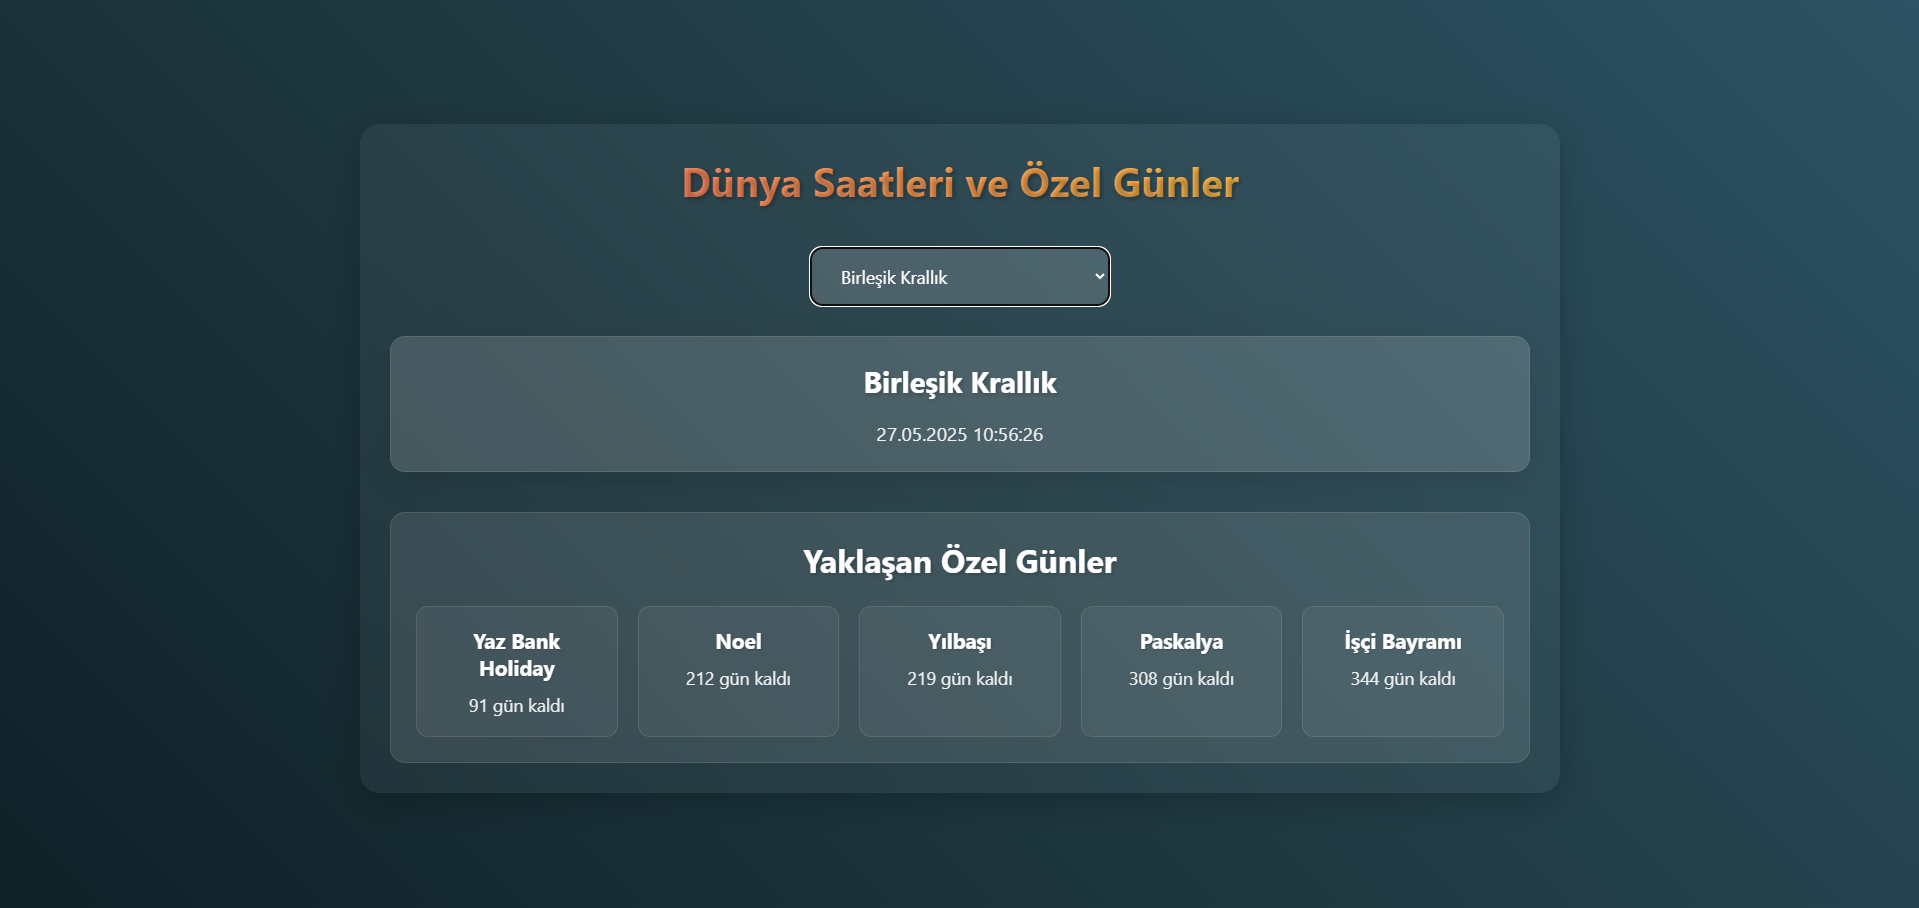 Dünya Saatleri ve Özel Günler
Birleşik Krallık
Birleşik Krallık
27.05.2025 10:56:26
Yaklaşan Özel Günler
Yaz Bank
Holiday
91 gün kaldı
Noel
212 gün kaldı
Yılbaşı
219 gün kaldı
Paskalya
308 gün kaldı
İşçi Bayramı
344 gün kaldı